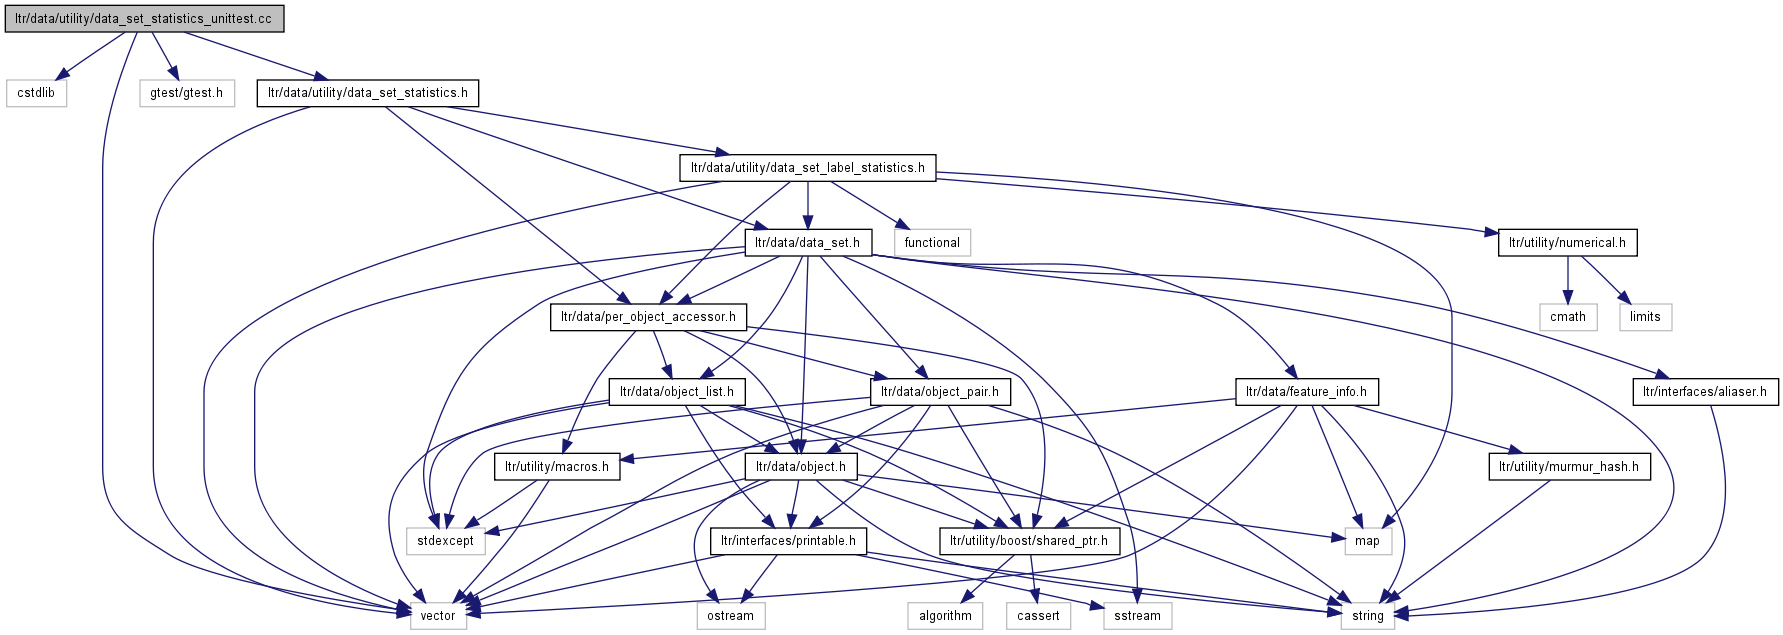 ltr/data/utility/data_set_statistics_unittest.cc
cstdlib
gtest/gtest.h
ltr/data/utility/data_set_statistics.h
ltr/data/utility/data_set_label_statistics.h
ltr/data/data_set.h
functional
ltr/utility/numerical.h
ltr/data/per_object_accessor.h
cmath
limits
ltr/data/object_list.h
ltr/data/object_pair.h
ltr/data/feature_info.h
ltr/interfaces/aliaser.h
ltr/utility/macros.h
ltr/data/object.h
ltr/utility/murmur_hash.h
stdexcept
ltr/interfaces/printable.h
ltr/utility/boost/shared_ptr.h
map
vector
ostream
algorithm
cassert
sstream
string